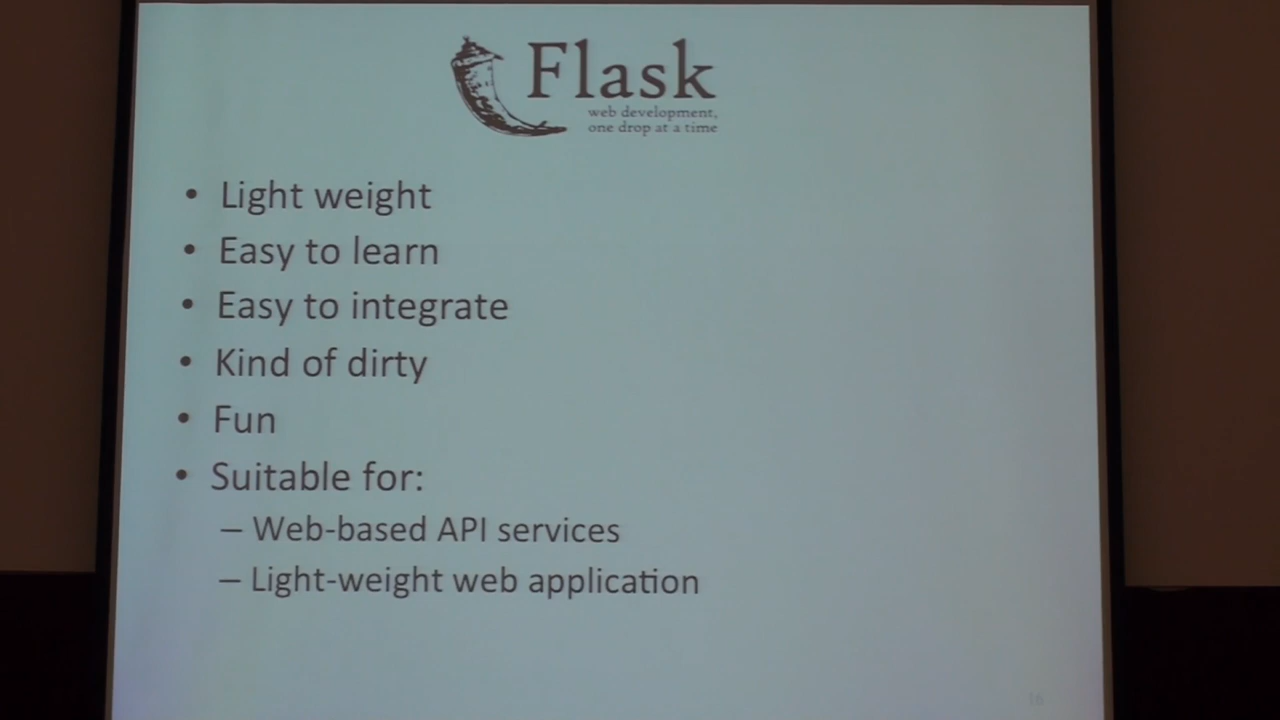 Flask
web development,
one drop at a time
• Light weight
• Easy to learn
• Easy to integrate
• Kind of dirty
• Fun
• Suitable for:
– Web-based API services
– Light-weight web application
16